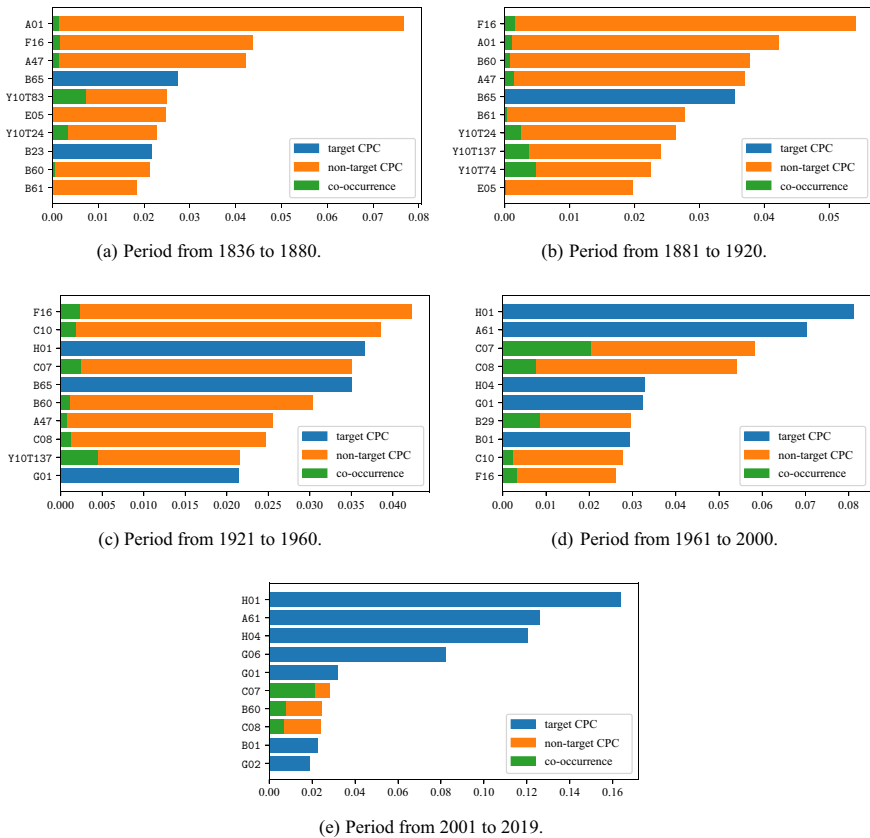 A01
F16
A47
B65
Y10T83
E05
Y10T24
B23
B60
B61
target CPC
non-target CPC
co-occurrence
0.00 0.01 0.02 0.03 0.04 0.05 0.06 0.07 0.08
(a) Period from 1836 to 1880.
F16
A01
B60
A47
B65
B61
Y10T24
Y10T137
Y10T74
E05
target CPC
non-target CPC
co-occurrence
0.00 0.01 0.02 0.03 0.04 0.05
(b) Period from 1881 to 1920.
F16
C10
H01
C07
B65
B60
A47
C08
Y10T137
G01
target CPC
non-target CPC
co-occurrence
0.000 0.005 0.010 0.015 0.020 0.025 0.030 0.035 0.040
(c) Period from 1921 to 1960.
H01
A61
C07
C08
H04
G01
B29
B01
C10
F16
target CPC
non-target CPC
co-occurrence
0.00 0.01 0.02 0.03 0.04 0.05 0.06 0.07 0.08
(d) Period from 1961 to 2000.
H01
A61
H04
G06
G01
C07
B60
C08
B01
G02
target CPC
non-target CPC
co-occurrence
0.00 0.02 0.04 0.06 0.08 0.10 0.12 0.14 0.16
(e) Period from 2001 to 2019.